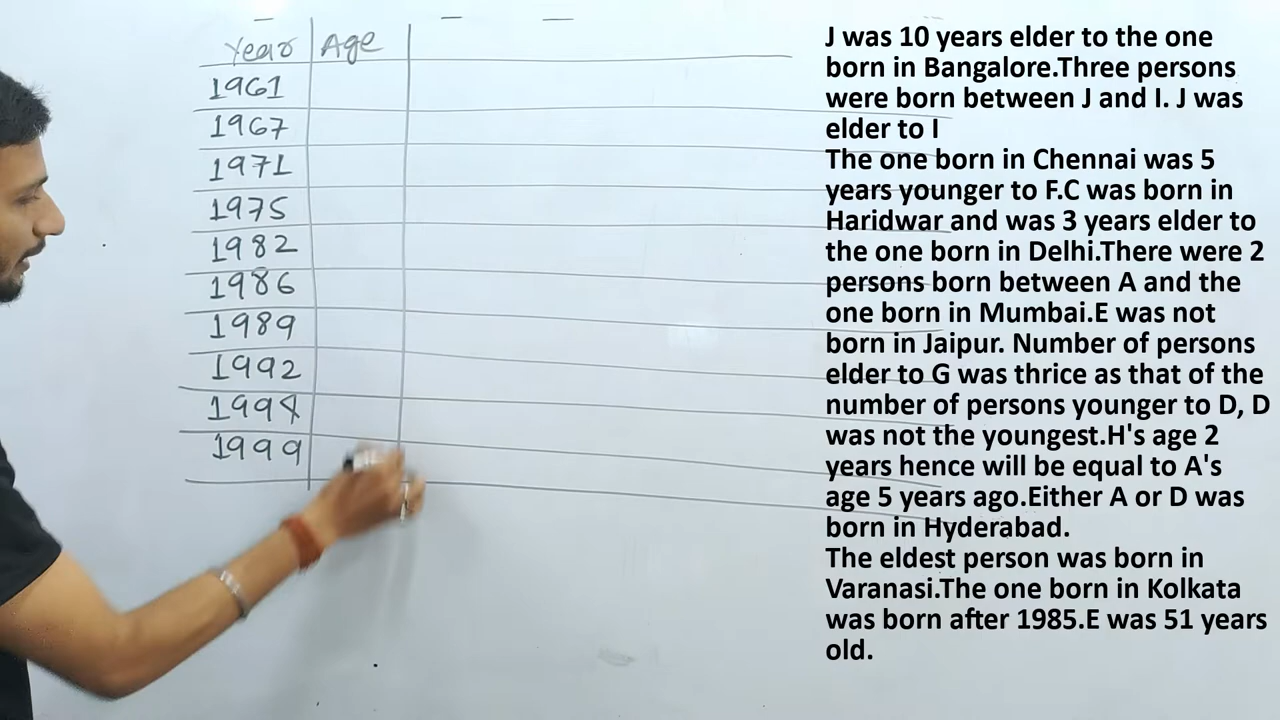 Year Age
1961
1967
1971
1975
1982
1986
1989
1992
1994
1999
J was 10 years elder to the one
born in Bangalore.Three persons
were born between J and I. J was
elder to I
The one born in Chennai was 5
years younger to F.C was born in
Haridwar and was 3 years elder to
the one born in Delhi.There were 2
persons born between A and the
one born in Mumbai.E was not
born in Jaipur. Number of persons
elder to G was thrice as that of the
number of persons younger to D, D
was not the youngest.H's age 2
years hence will be equal to A's
age 5 years ago.Either A or D was
born in Hyderabad.
The eldest person was born in
Varanasi.The one born in Kolkata
was born after 1985.E was 51 years
old.